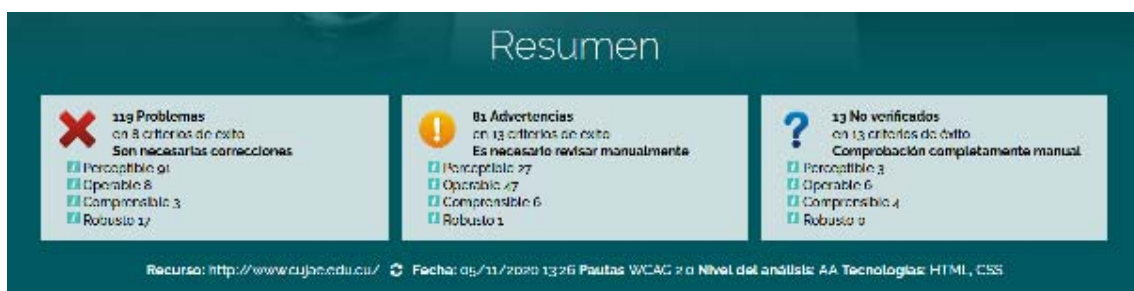 Resumen
119 Problemas
en 8 criterios de éxito
Son necesarias correcciones
Perceptible 91
Operable 8
Comprensible 3
Robusto 17
81 Advertencias
en 13 criterios de éxito
Es necesario revisar manualmente
Perceptible 27
Operable 47
Comprensible 6
Robusto 1
13 No verificados
en 13 criterios de éxito
Comprobación completamente manual
Perceptible 3
Operable 6
Comprensible 4
Robusto 0
Recurso: http://www.cujae.edu.cu/ Fecha: 05/11/2020 13:26 Pautas WCAG 2.0 Nivel del análisis: AA Tecnologías: HTML, CSS